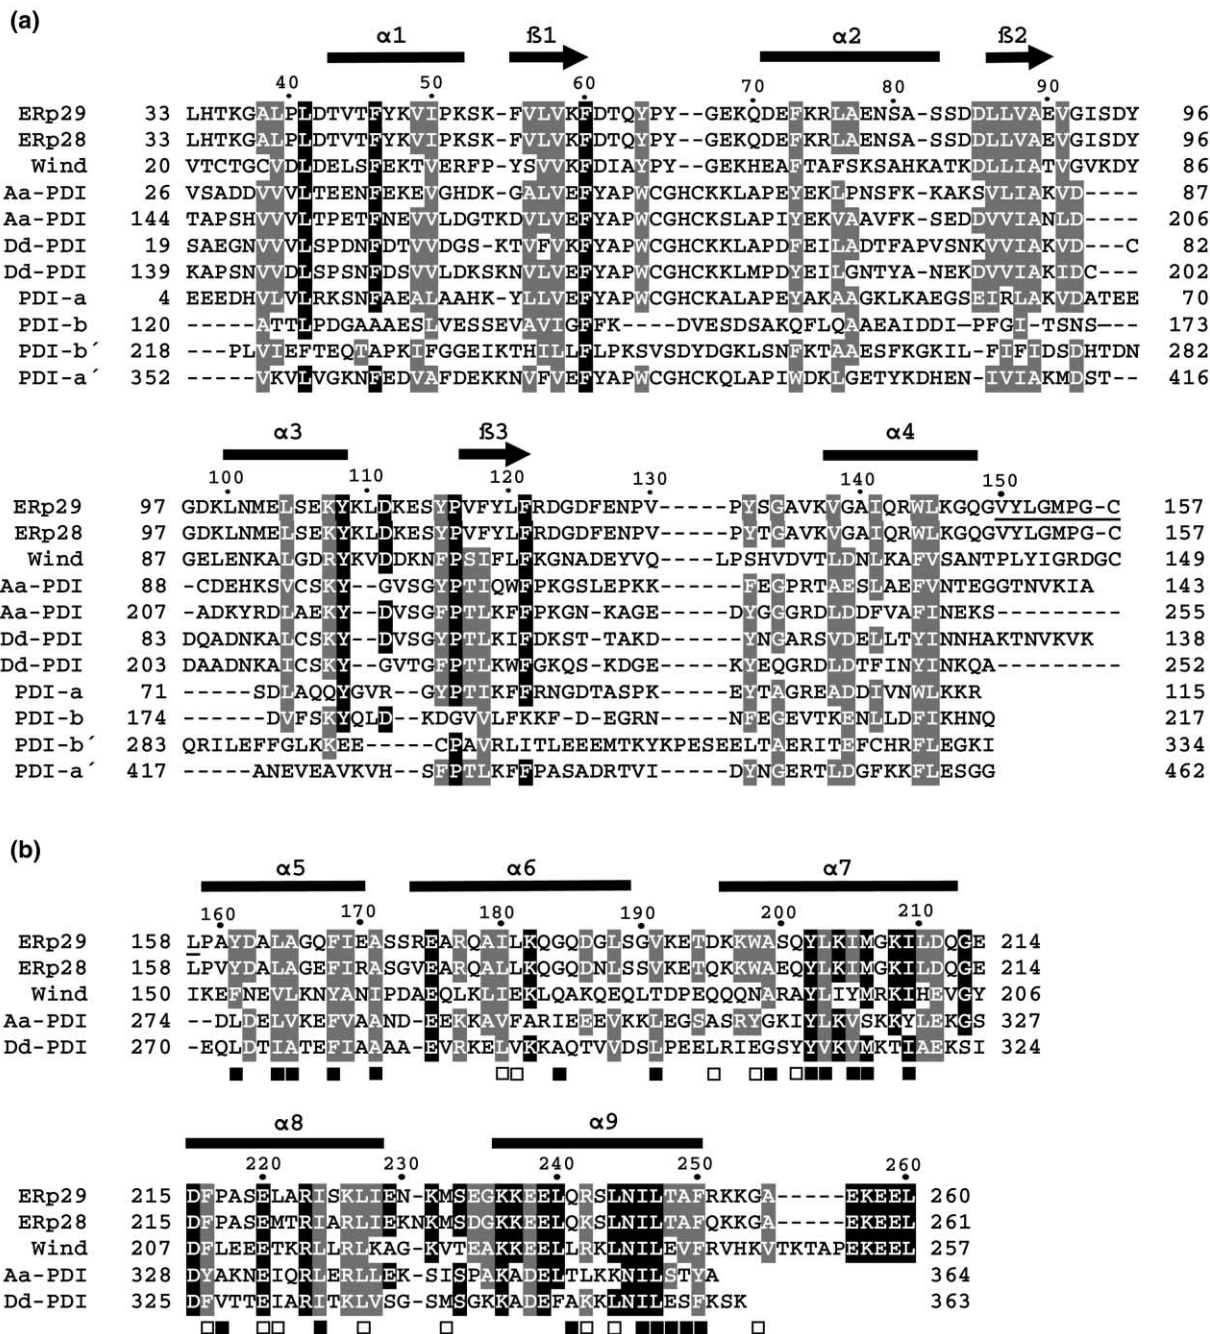 (a)
α1 ß1 α2 ß2
40 50 60 70 80 90
ERp29 33 LHTKGALPLDTVTFYKVIPKSK-FVLVKFDTQYPY--GEKQDEFKRLAENSA-SSDDLLVAEVGISDY 96
ERp28 33 LHTKGALPLDTVTFYKVIPKSK-FVLVKFDTQYPY--GEKQDEFKRLAENSA-SSDDLLVAEVGISDY 96
Wind 20 VTCTGCVDLDELSFEKTVERFP-YSVVKFDIAYPY--GEKHEAFTAFSKSAHKATKDLLIATVGVKDY 86
Aa-PDI 26 VSADDVVVLTEENFEKEVGHDK-GALVEFYAPWCGHCKKLAPEYEKLPNSFK-KAKSVLIAKVD---- 87
Aa-PDI 144 TAPSHVVVLTPETFNEVVLDGTKDVLVEFYAPWCGHCKSLAPIYEKVAAVFK-SEDDVVIANLD---- 206
Dd-PDI 19 SAEGNVVVLSPDNFDTVVDGS-KTVFVKFYAPWCGHCKKLAPDFEILADTFAPVSNKVVIAKVD---C 82
Dd-PDI 139 KAPSNVVDLSPSNFDSVVLDKSKNVLVEFYAPWCGHCKKLMPDYEILGNTYA-NEKDVVIAKIDC--- 202
PDI-a 4 EEEDHVLVLRKSNFAEALAAHK-YLLVEFYAPWCGHCKALAPEYAKAAGKLKAEGSEIRLAKVDATEE 70
PDI-b 120 -----ATTLPDGAAAESLVESSEVAVIGFFK----DVESDSAKQFLQAAEAIDDI-PFGI-TSNS--- 173
PDI-b´ 218 ---PLVIEFTEQTAPKIFGGEIKTHILLFLPKSVSDYDGKLSNFKTAAESFKGKIL-FIFIDSDHTDN 282
PDI-a´ 352 -----VKVLVGKNFEDVAFDEKKNVFVEFYAPWCGHCKQLAPIWDKLGETYKDHEN-IVIAKMDST-- 416
α3 ß3 α4
100 110 120 130 140 150
ERp29 97 GDKLNMELSEKYKLDKESYPVFYLFRDGDFENPV-----PYSGAVKVGAIQRWLKGQGVYLGMPG-C 157
ERp28 97 GDKLNMELSEKYKLDKESYPVFYLFRDGDFENPV-----PYTGAVKVGAIQRWLKGQGVYLGMPG-C 157
Wind 87 GELENKALGDRYKVDDKNFPSIFLFKGNADEYVQ----LPSHVDVTLDNLKAFVSANTPLYIGRDGC 149
Aa-PDI 88 -CDEHKSVCSKY--GVSGYPTIQWFPKGSLEPKK-----FEGPRTAESLAEFVNTEGGTNVKIA 143
Aa-PDI 207 -ADKYRDLAEKY--DVSGFPTLKFFPKGN-KAGE-----DYGGGRDLDDFVAFINEKS--------- 255
Dd-PDI 83 DQADNKALCSKY--DVSGYPTLKIFDKST-TAKD-----YNGARSVDELLTYINNHAKTNVKVK 138
Dd-PDI 203 DAADNKAICSKY--GVTGFPTLKWFGKQS-KDGE-----KYEQGRDLDTFINYINKQA--------- 252
PDI-a 71 -----SDLAQQYGVR--GYPTIKFFRNGDTASPK-----EYTAGREADDIVNWLKKR 115
PDI-b 174 ------DVFSKYQLD--KDGVVLFKKF-D-EGRN-----NFEGEVTKENLLDFIKHNQ 217
PDI-b´ 283 QRILEFFGLKKEE------CPAVRLITLEEEMTKYKPESEELTAERITEFCHRFLEGKI 334
PDI-a´ 417 -----ANEVEAVKVH--SFPTLKFFPASADRTVI-----DYNGERTLDGFKKFLESGG 462
(b)
α5 α6 α7
160 170 180 190 200 210
ERp29 158 LPAYDALAGQFIEASSREARQAILKQGQDGLSGVKETDKKWASQYLKIMGKILDQGE 214
ERp28 158 LPVYDALAGEFIRASGVEARQALLKQGQDNLSSVKETQKKWAEQYLKIMGKILDQGE 214
Wind 150 IKEFNEVLKNYANIPDAEQLKLIEKLQAKQEQLTDPEQQQNARAYLIYMRKIHEVGY 206
Aa-PDI 274 --DLDELVKEFVAAND-EEKKAVFARIEEEVKKLEGSASRYGKIYLKVSKKYLEKGS 327
Dd-PDI 270 -EQLDTIATEFIAAAA-EVRKELVKKAQTVVDSLPEELRIEGSYYVKVMKTIAEKSI 324
α8 α9
220 230 240 250 260
ERp29 215 DFPASELARISKLIEN-KMSEGKKEELQRSLNILTAFRKKGA-----EKEEL 260
ERp28 215 DFPASEMTRIARLIEKNKMSDGKKEELQKSLNILTAFQKKGA-----EKEEL 261
Wind 207 DFLEEETKRLLRLKAG-KVTEAKKEELLRKLNILEVFRVHKVTKTAPEKEEL 257
Aa-PDI 328 DYAKNEIQRLERLLEK-SISPAKADELTLKKNILSTYA 364
Dd-PDI 325 DFVTTEIARITKLVSG-SMSGKKADEFAKKLNILESFKSK 363